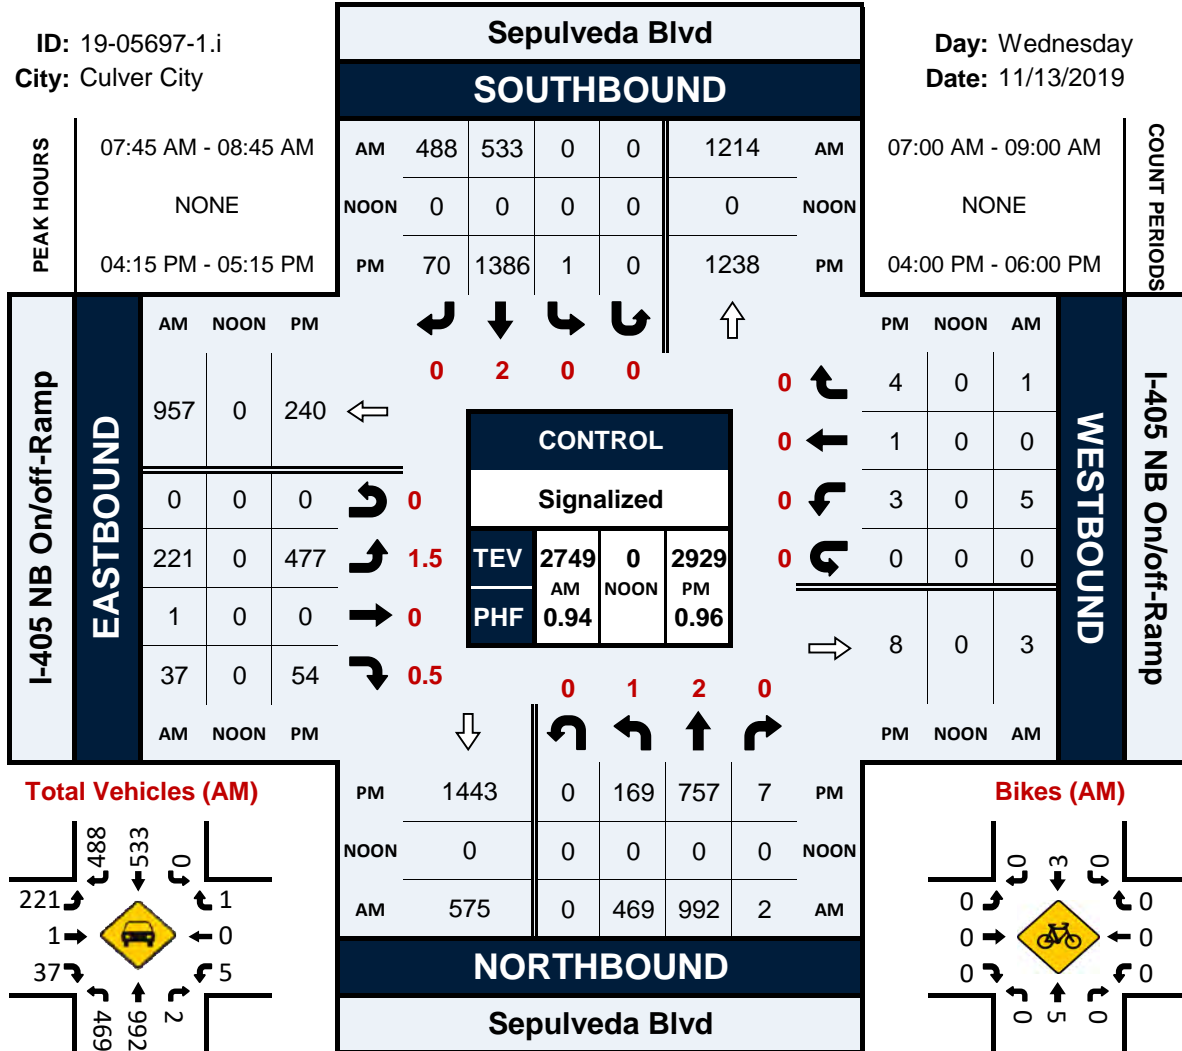 Sepulveda Blvd
ID: 19-05697-1.i
Day: Wednesday
City: Culver City
Date: 11/13/2019
SOUTHBOUND
PEAK HOURS
07:45 AM - 08:45 AM
NONE
04:15 PM - 05:15 PM
AM 488 533 0 0 1214 AM
NOON 0 0 0 0 0 NOON
PM 70 1386 1 0 1238 PM
0 2 0 0
07:00 AM - 09:00 AM
NONE
04:00 PM - 06:00 PM
COUNT PERIODS
I-405 NB On/off-Ramp
EASTBOUND
AM NOON PM
957 0 240
0 0 0 0
221 0 477 1.5
1 0 0 0
37 0 54 0.5
AM NOON PM
CONTROL
Signalized
TEV 2749 0 2929
AM NOON PM
PHF 0.94 0.96
PM NOON AM
0 4 0 1
0 1 0 0
0 3 0 5
0 0 0 0
8 0 3
PM NOON AM
WESTBOUND
I-405 NB On/off-Ramp
0 1 2 0
PM 1443 0 169 757 7 PM
NOON 0 0 0 0 0 NOON
AM 575 0 469 992 2 AM
NORTHBOUND
Sepulveda Blvd
Total Vehicles (AM)
488 533 0
221 1
1 0
37 5
469 992 2
Bikes (AM)
0 3 0
0 0
0 0
0 0
0 5 0